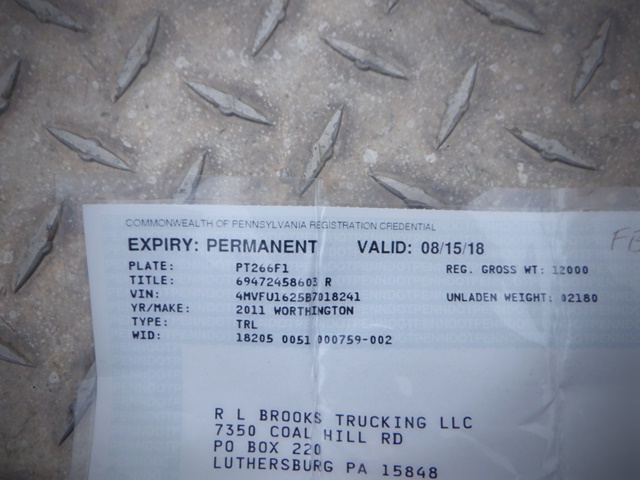 COMMONWEALTH OF PENNSYLVANIA REGISTRATION CREDENTIAL
EXPIRY: PERMANENT VALID: 08/15/18
PLATE: PT266F1 REG. GROSS WT: 12000
TITLE: 69472458603 R
VIN: 4MVFU1625B7018241 UNLADEN WEIGHT: 02180
YR/MAKE: 2011 WORTHINGTON
TYPE: TRL
WID: 18205 0051 000759-002
R L BROOKS TRUCKING LLC
7350 COAL HILL RD
PO BOX 220
LUTHERSBURG PA 15848